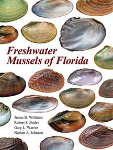 Freshwater
Mussels of Florida
James D. Williams
Robert S. Butler
Gary L. Warren
Nathan A. Johnson